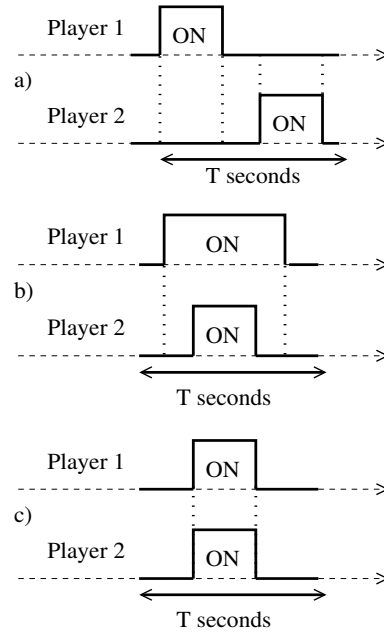 Player 1
ON
a)
Player 2
ON
T seconds
Player 1
ON
b)
Player 2
ON
T seconds
Player 1
ON
c)
Player 2
ON
T seconds